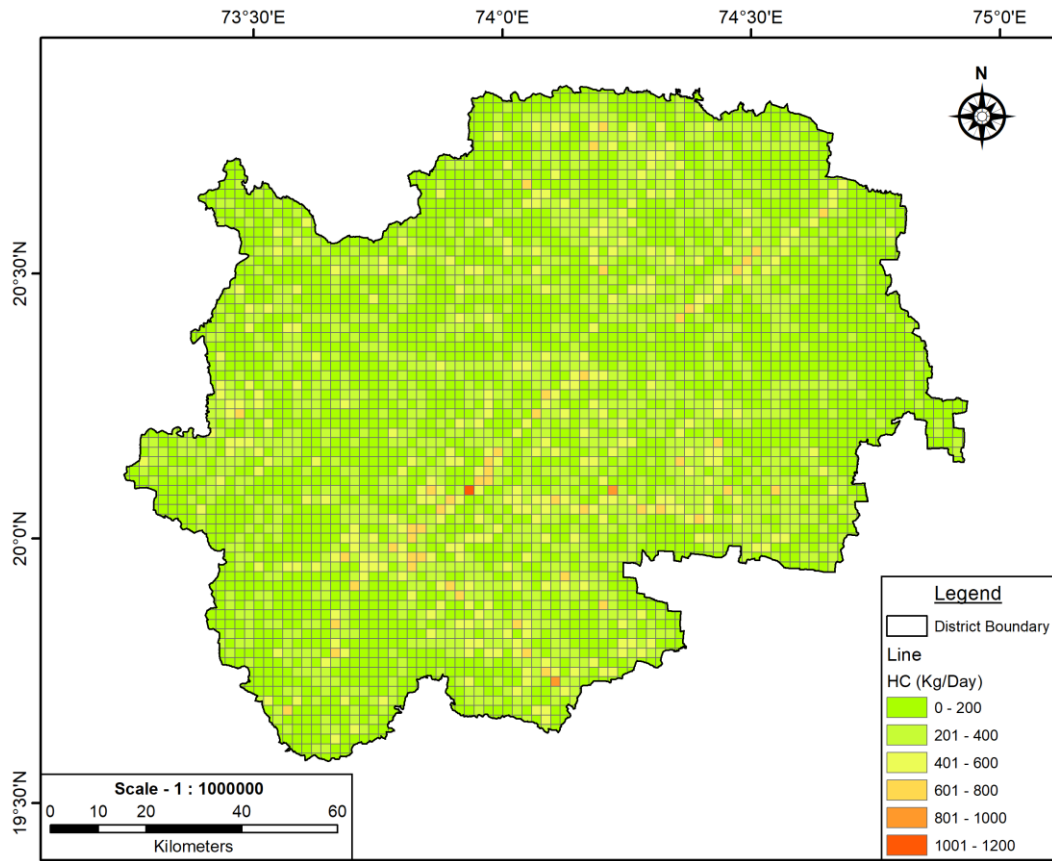 73°30'E 74°0'E 74°30'E 75°0'E
N
20°30'N
20°0'N
19°30'N
Legend
District Boundary
Line
HC (Kg/Day)
0 - 200
201 - 400
401 - 600
601 - 800
801 - 1000
1001 - 1200
Scale - 1 : 1000000
0 10 20 40 60
Kilometers